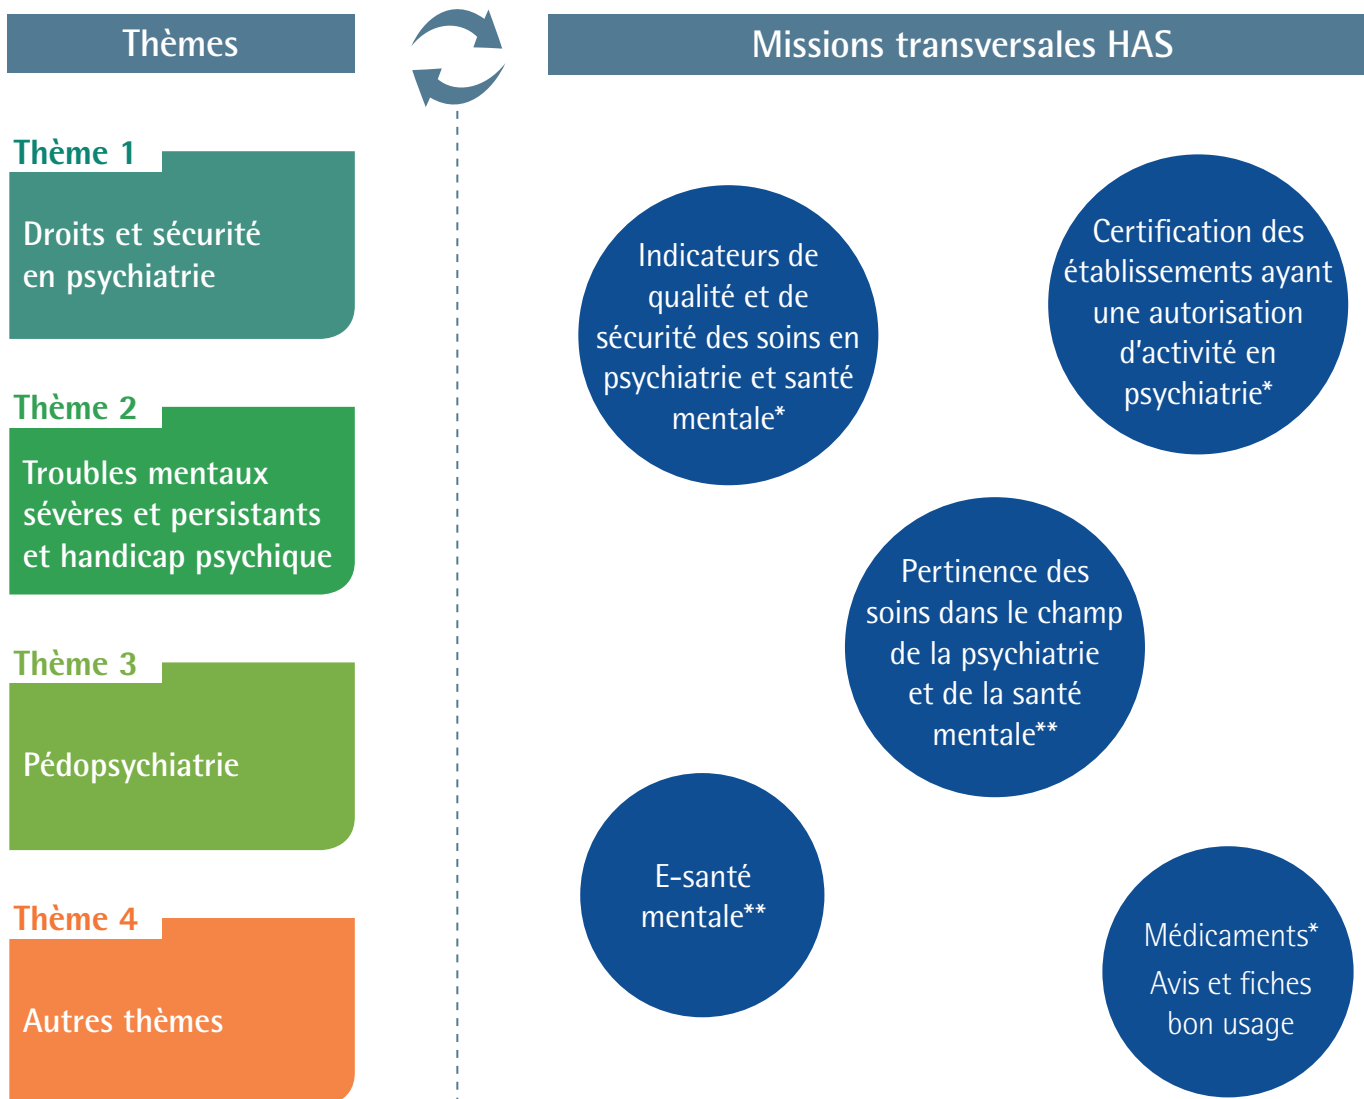 Thèmes
Missions transversales HAS
Thème 1
Droits et sécurité
en psychiatrie
Thème 2
Troubles mentaux
sévères et persistants
et handicap psychique
Thème 3
Pédopsychiatrie
Thème 4
Autres thèmes
Indicateurs de
qualité et de
sécurité des soins en
psychiatrie et santé
mentale*
Certification des
établissements ayant
une autorisation
d'activité en
psychiatrie*
Pertinence des
soins dans le champ
de la psychiatrie
et de la santé
mentale**
E-santé
mentale**
Médicaments*
Avis et fiches
bon usage